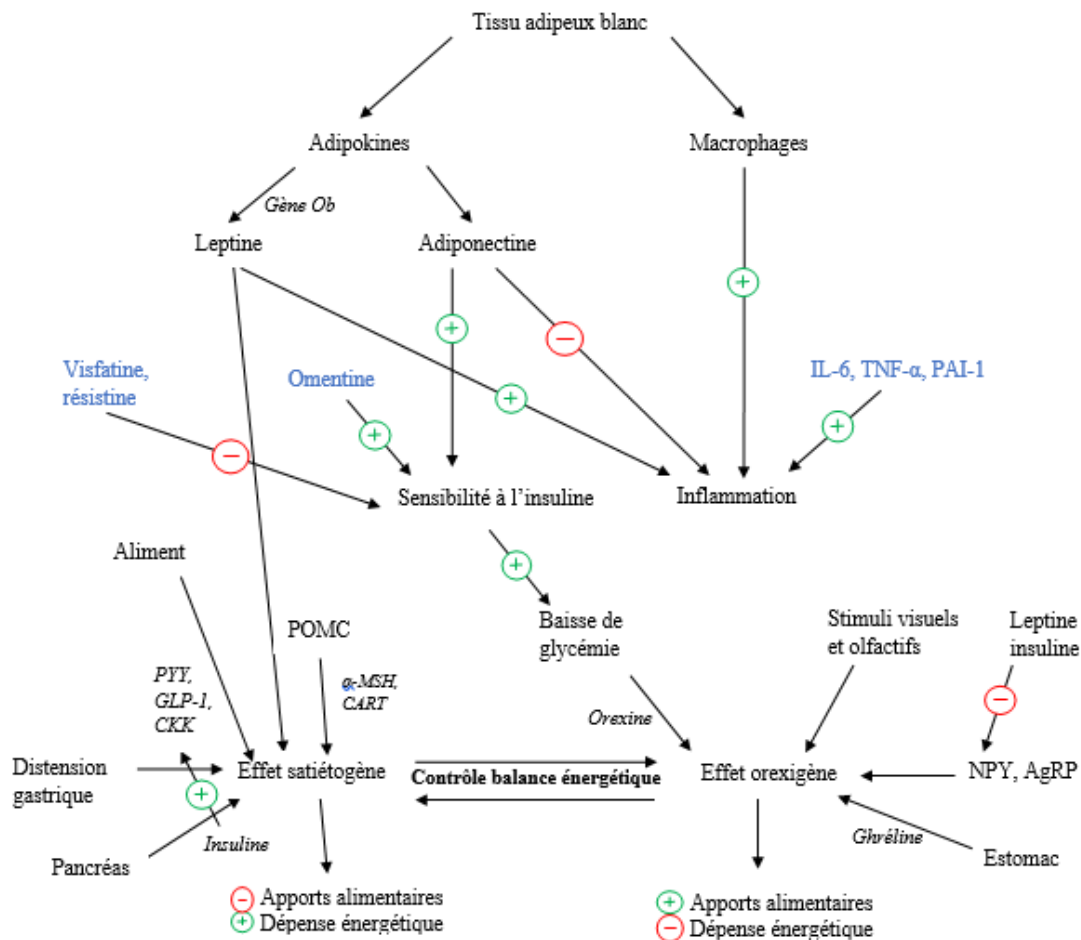 Tissu adipeux blanc
Adipokines
Macrophages
Gène Ob
Leptine
Adiponectine
+
+
−
Visfatine,
résistine
Omentine
IL-6, TNF-α, PAI-1
+
+
+
−
Sensibilité à l’insuline
Inflammation
Aliment
+
Baisse de
glycémie
Stimuli visuels
et olfactifs
Leptine
insuline
POMC
PYY,
GLP-1,
CKK
α-MSH,
CART
−
Orexine
Distension
gastrique
Effet satiétogène
Contrôle balance énergétique
Effet orexigène
NPY, AgRP
+
Insuline
Ghréline
Pancréas
Estomac
− Apports alimentaires
+ Dépense énergétique
+ Apports alimentaires
− Dépense énergétique